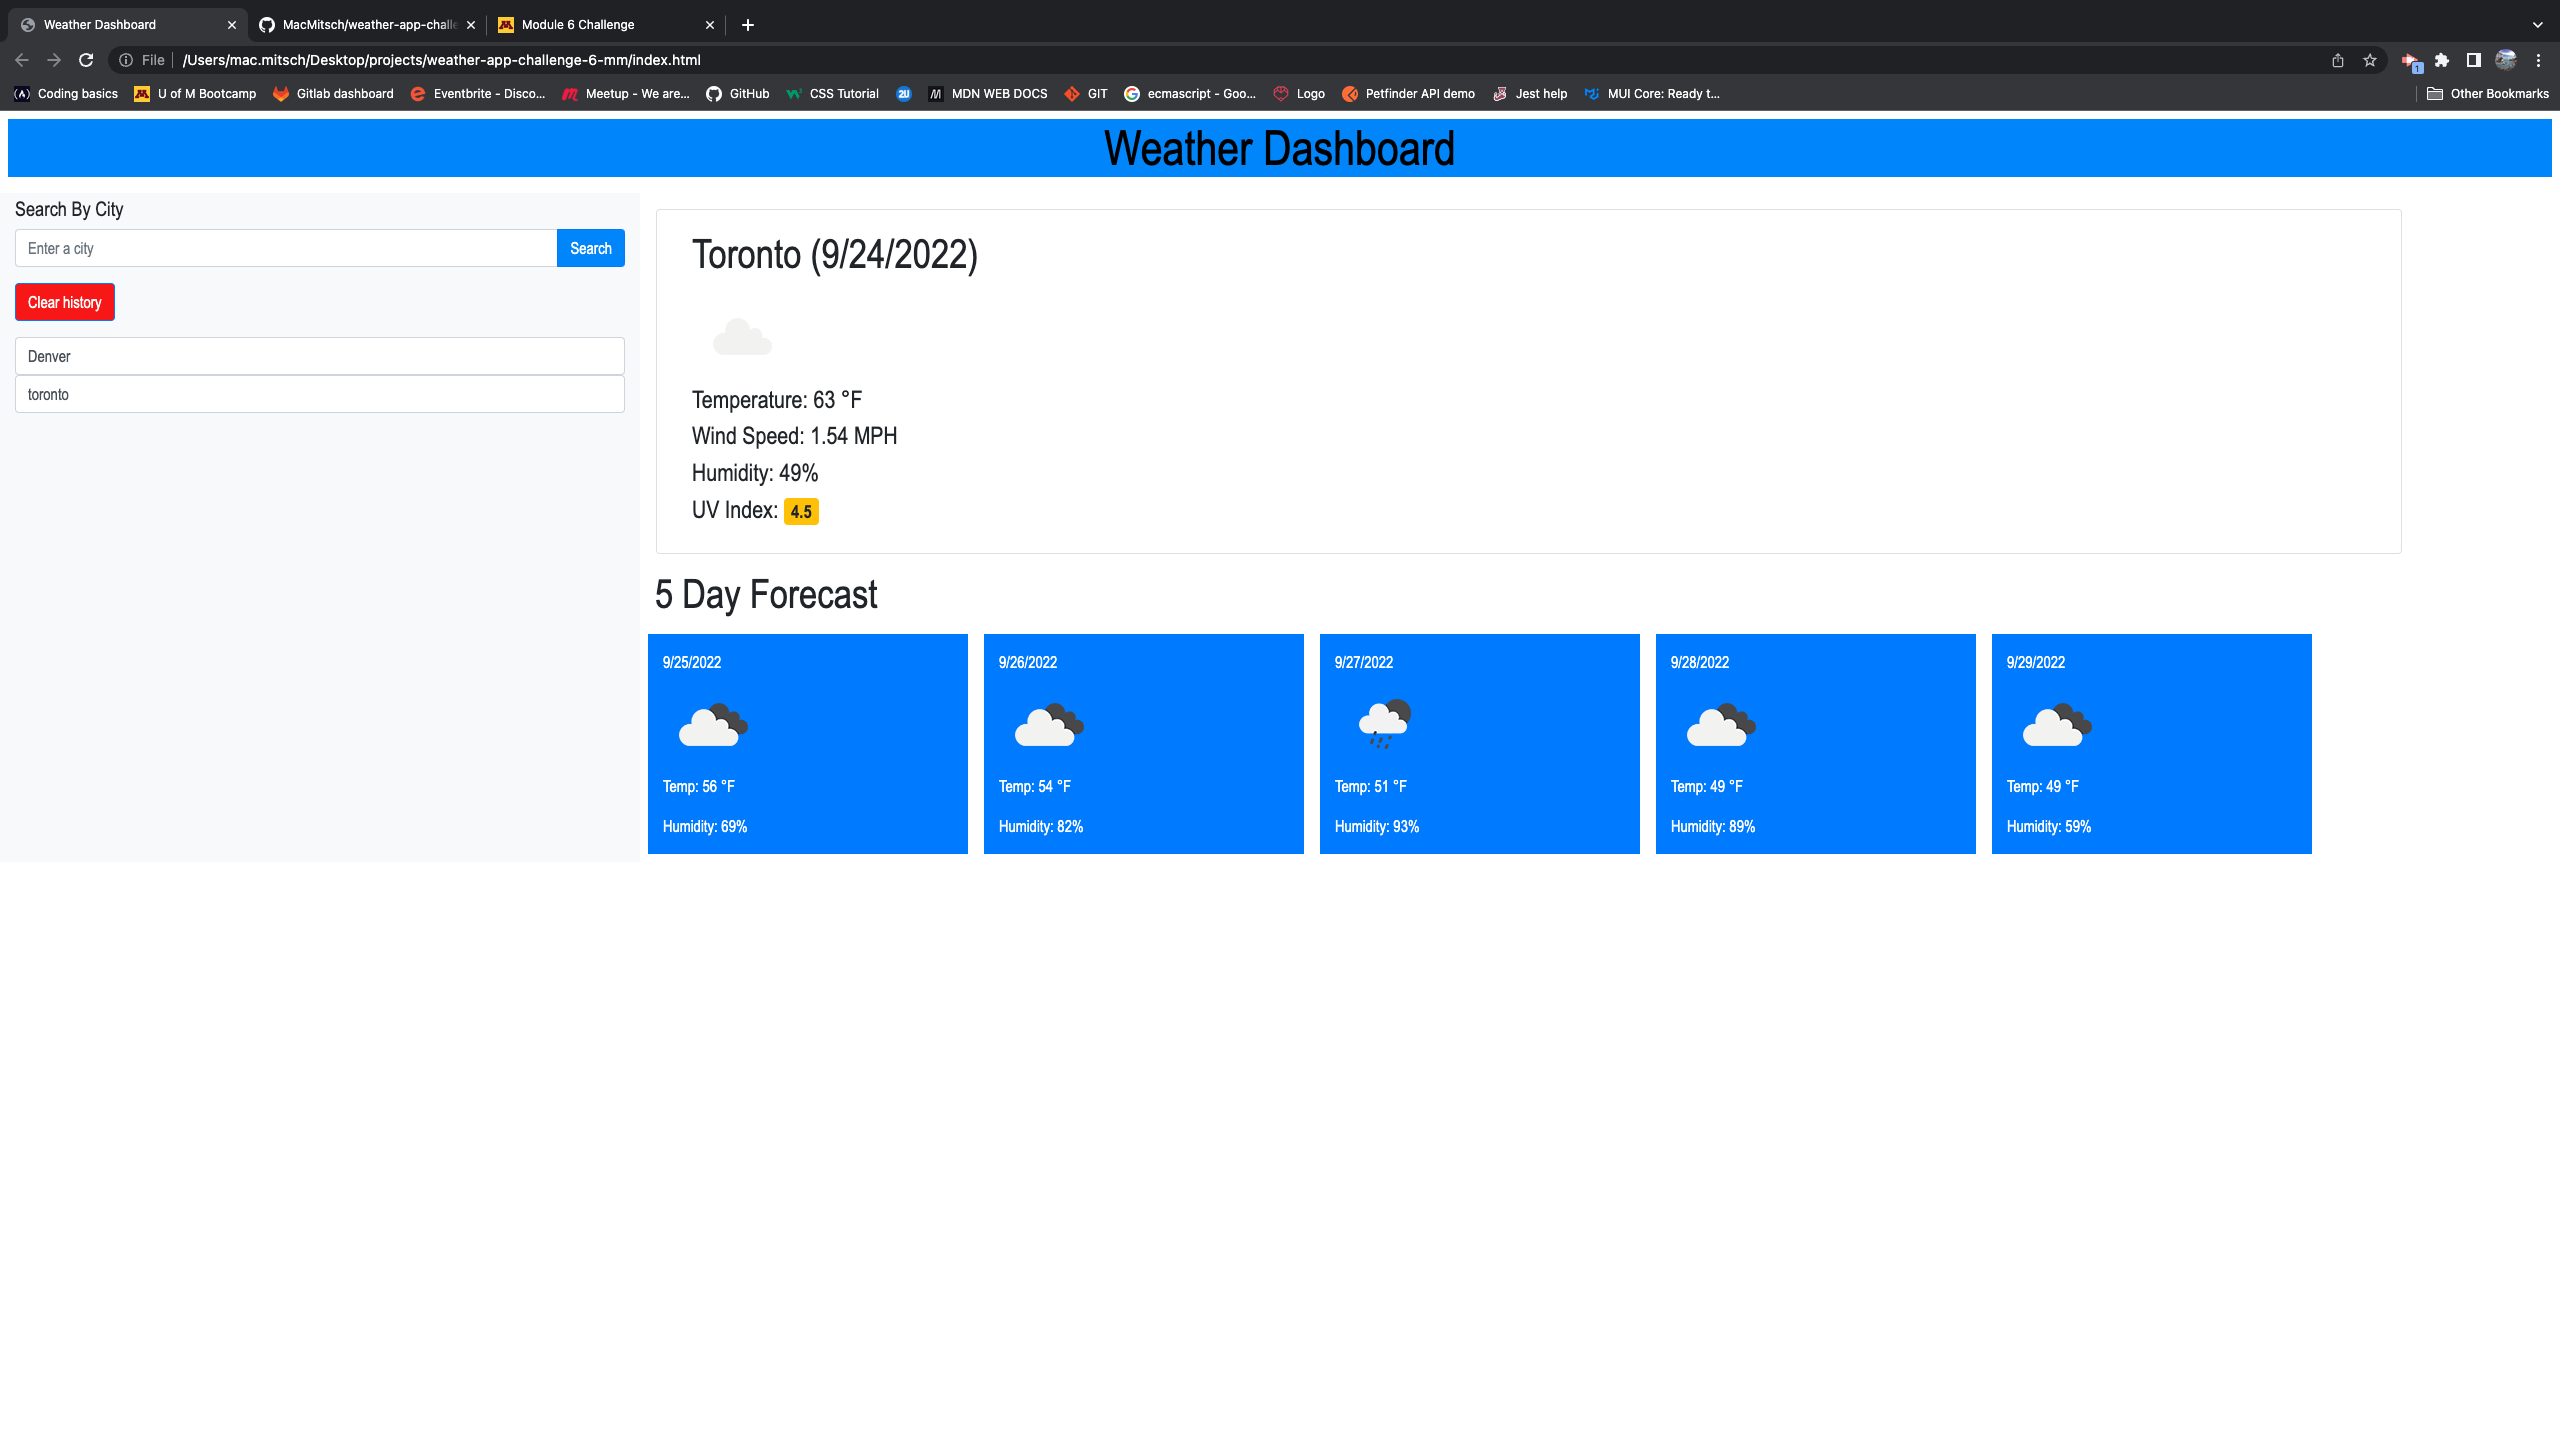 Weather Dashboard
MacMitsch/weather-app-challe
Module 6 Challenge
File
/Users/mac.mitsch/Desktop/projects/weather-app-challenge-6-mm/index.html
1
Coding basics
U of M Bootcamp
Gitlab dashboard
Eventbrite - Disco...
Meetup - We are...
GitHub
CSS Tutorial
2U
MDN WEB DOCS
GIT
ecmascript - Goo...
Logo
Petfinder API demo
Jest help
MUI Core: Ready t...
Other Bookmarks
Weather Dashboard
Search By City
Enter a city
Search
Clear history
Denver
toronto
Toronto (9/24/2022)
Temperature: 63 °F
Wind Speed: 1.54 MPH
Humidity: 49%
UV Index: 4.5
5 Day Forecast
9/25/2022
Temp: 56 °F
Humidity: 69%
9/26/2022
Temp: 54 °F
Humidity: 82%
9/27/2022
Temp: 51 °F
Humidity: 93%
9/28/2022
Temp: 49 °F
Humidity: 89%
9/29/2022
Temp: 49 °F
Humidity: 59%